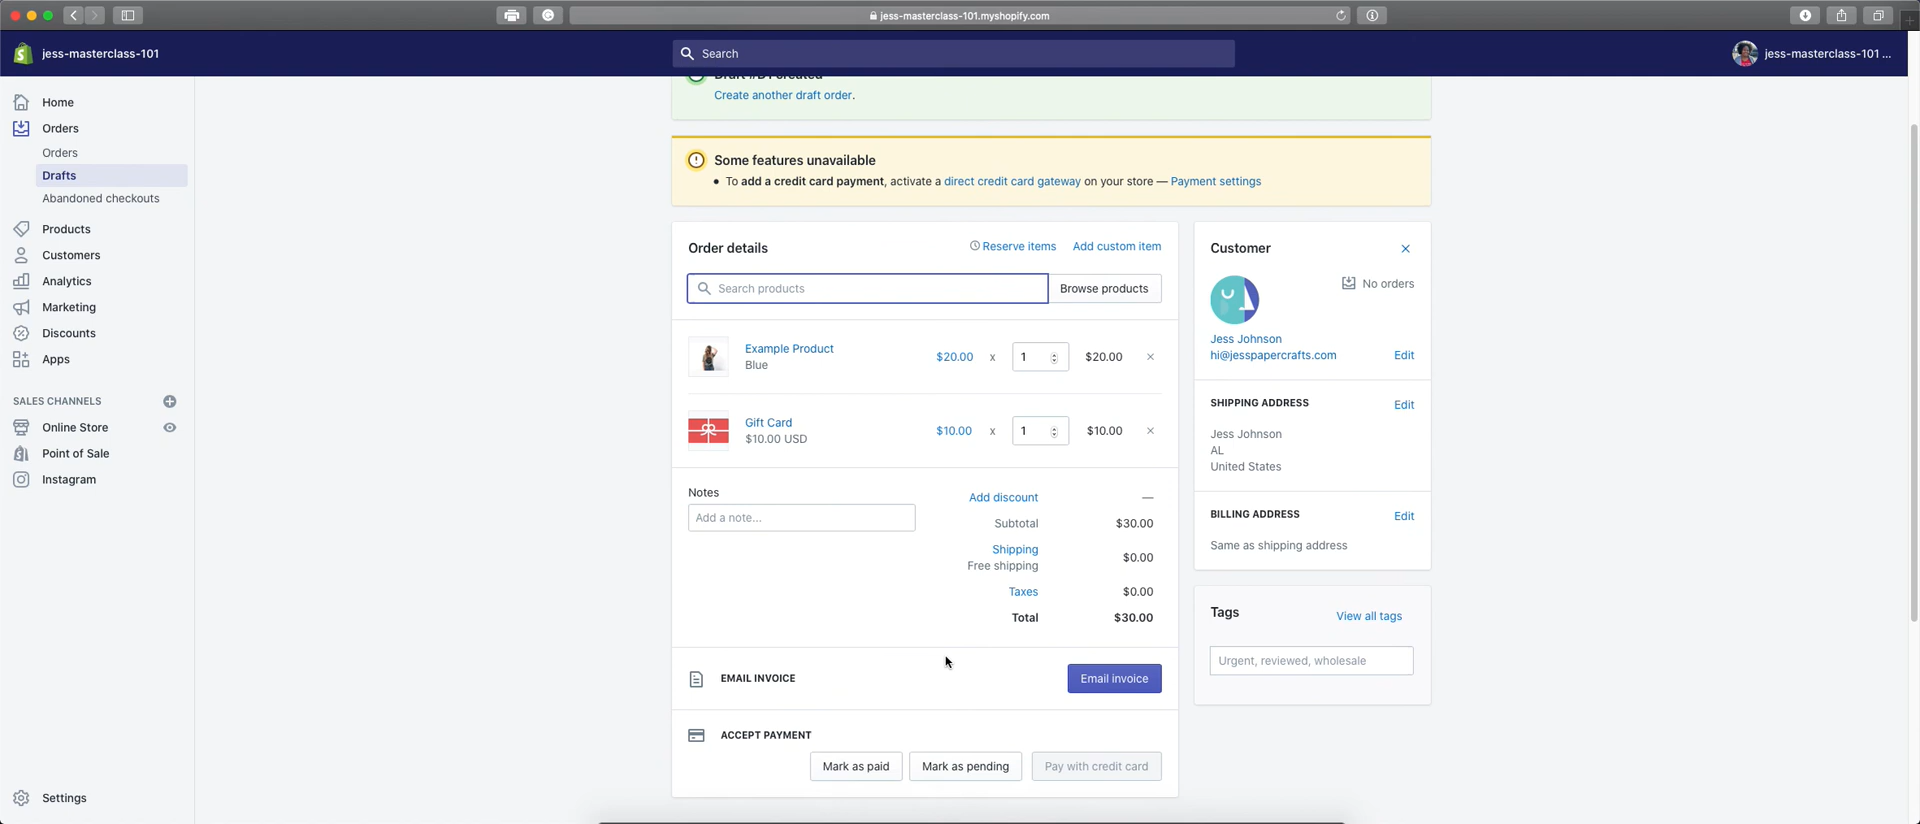 jess-masterclass-101.myshopify.com
jess-masterclass-101
Search
jess-masterclass-101 ...
Home
Orders
Orders
Drafts
Abandoned checkouts
Products
Customers
Analytics
Marketing
Discounts
Apps
SALES CHANNELS
Online Store
Point of Sale
Instagram
Settings
Draft #D1 created
Create another draft order.
Some features unavailable
• To add a credit card payment, activate a direct credit card gateway on your store — Payment settings
Order details
Reserve items
Add custom item
Search products
Browse products
Example Product
Blue
$20.00 x 1 $20.00 ×
Gift Card
$10.00 USD
$10.00 x 1 $10.00 ×
Notes
Add a note...
Add discount —
Subtotal $30.00
Shipping
Free shipping
$0.00
Taxes $0.00
Total $30.00
EMAIL INVOICE
Email invoice
ACCEPT PAYMENT
Mark as paid
Mark as pending
Pay with credit card
Customer
No orders
Jess Johnson
hi@jesspapercrafts.com
Edit
SHIPPING ADDRESS
Edit
Jess Johnson
AL
United States
BILLING ADDRESS
Edit
Same as shipping address
Tags
View all tags
Urgent, reviewed, wholesale